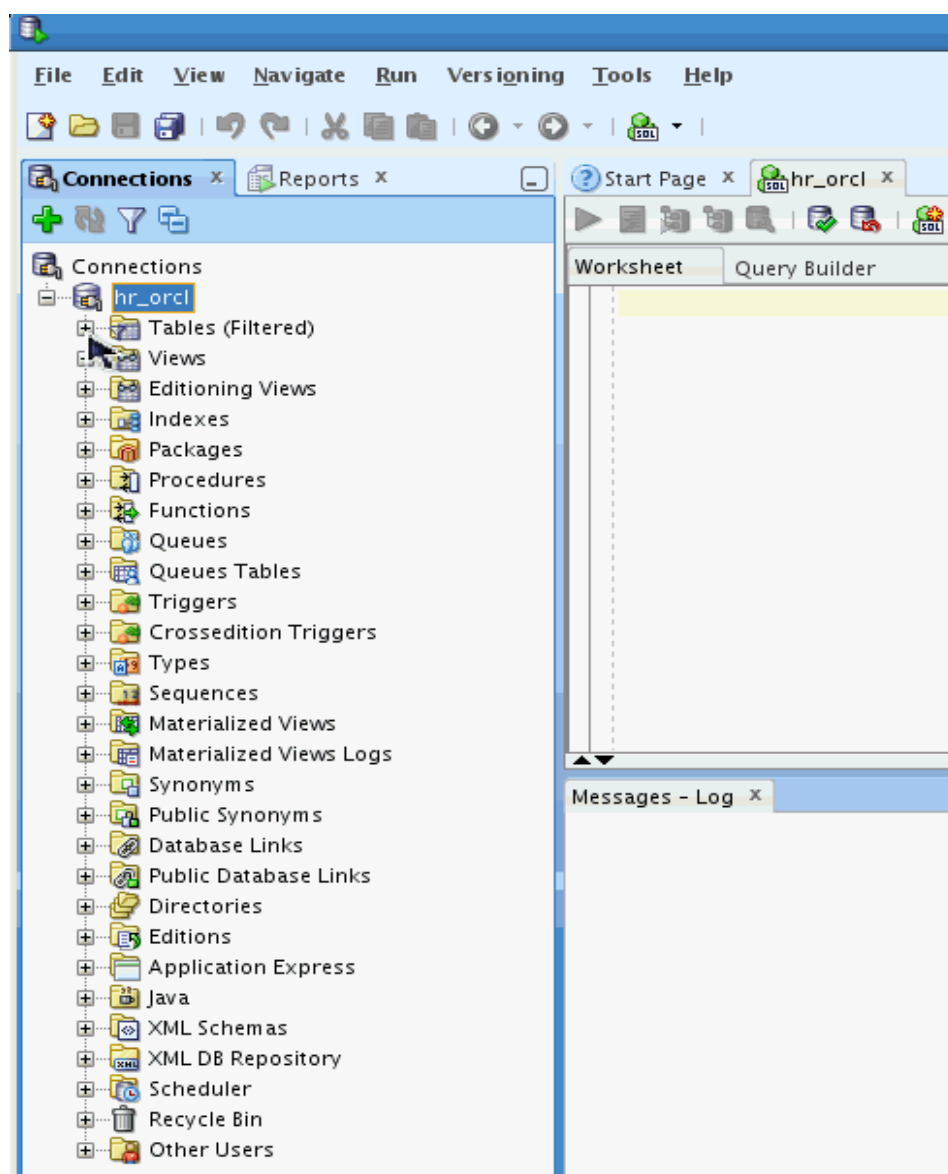 File Edit View Navigate Run Versioning Tools Help
SQL
Connections x Reports x
Start Page x SQL hr_orcl x
SQL
Connections
Worksheet Query Builder
hr_orcl
Tables (Filtered)
Views
Editioning Views
Indexes
Packages
Procedures
Functions
Queues
Queues Tables
Triggers
Crossedition Triggers
Types
Sequences
Materialized Views
Materialized Views Logs
Synonyms
Public Synonyms
Messages - Log x
Database Links
Public Database Links
Directories
Editions
Application Express
Java
XML Schemas
XML DB Repository
Scheduler
Recycle Bin
Other Users